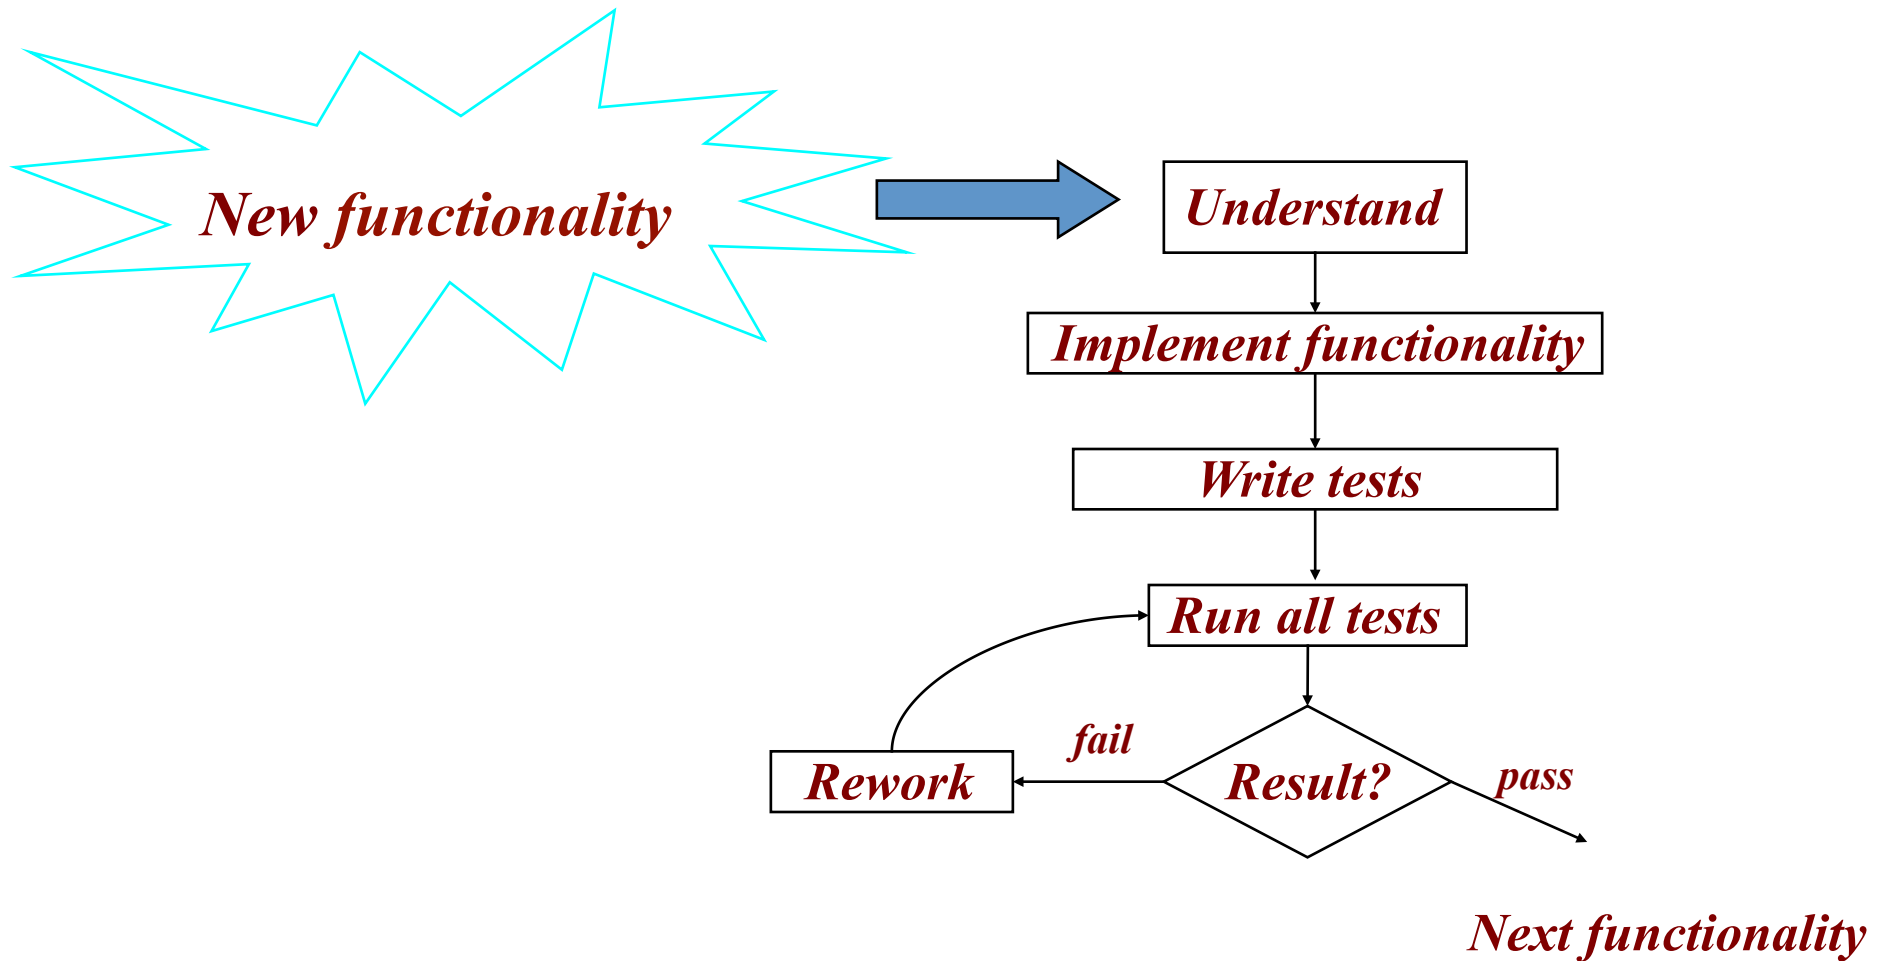 New functionality
Understand
Implement functionality
Write tests
Run all tests
fail
Rework
Result?
pass
Next functionality